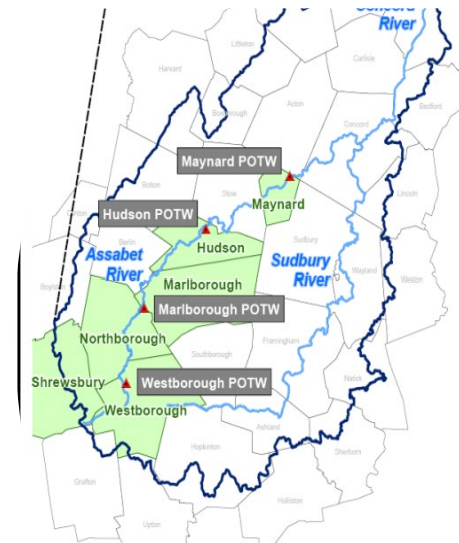 Concord
River
Littleton
Carlisle
Harvard
Boxborough
Acton
Bedford
Concord
Maynard POTW
Lincoln
Bolton
Stow
Maynard
Hudson POTW
Clinton
Berlin
Hudson
Sudbury
Assabet
River
Sudbury
River
Wayland
Weston
Boylston
Marlborough
Marlborough POTW
Northborough
Southborough
Framingham
Natick
Shrewsbury
Westborough POTW
Westborough
Ashland
Hopkinton
Sherborn
Grafton
Holliston
Upton